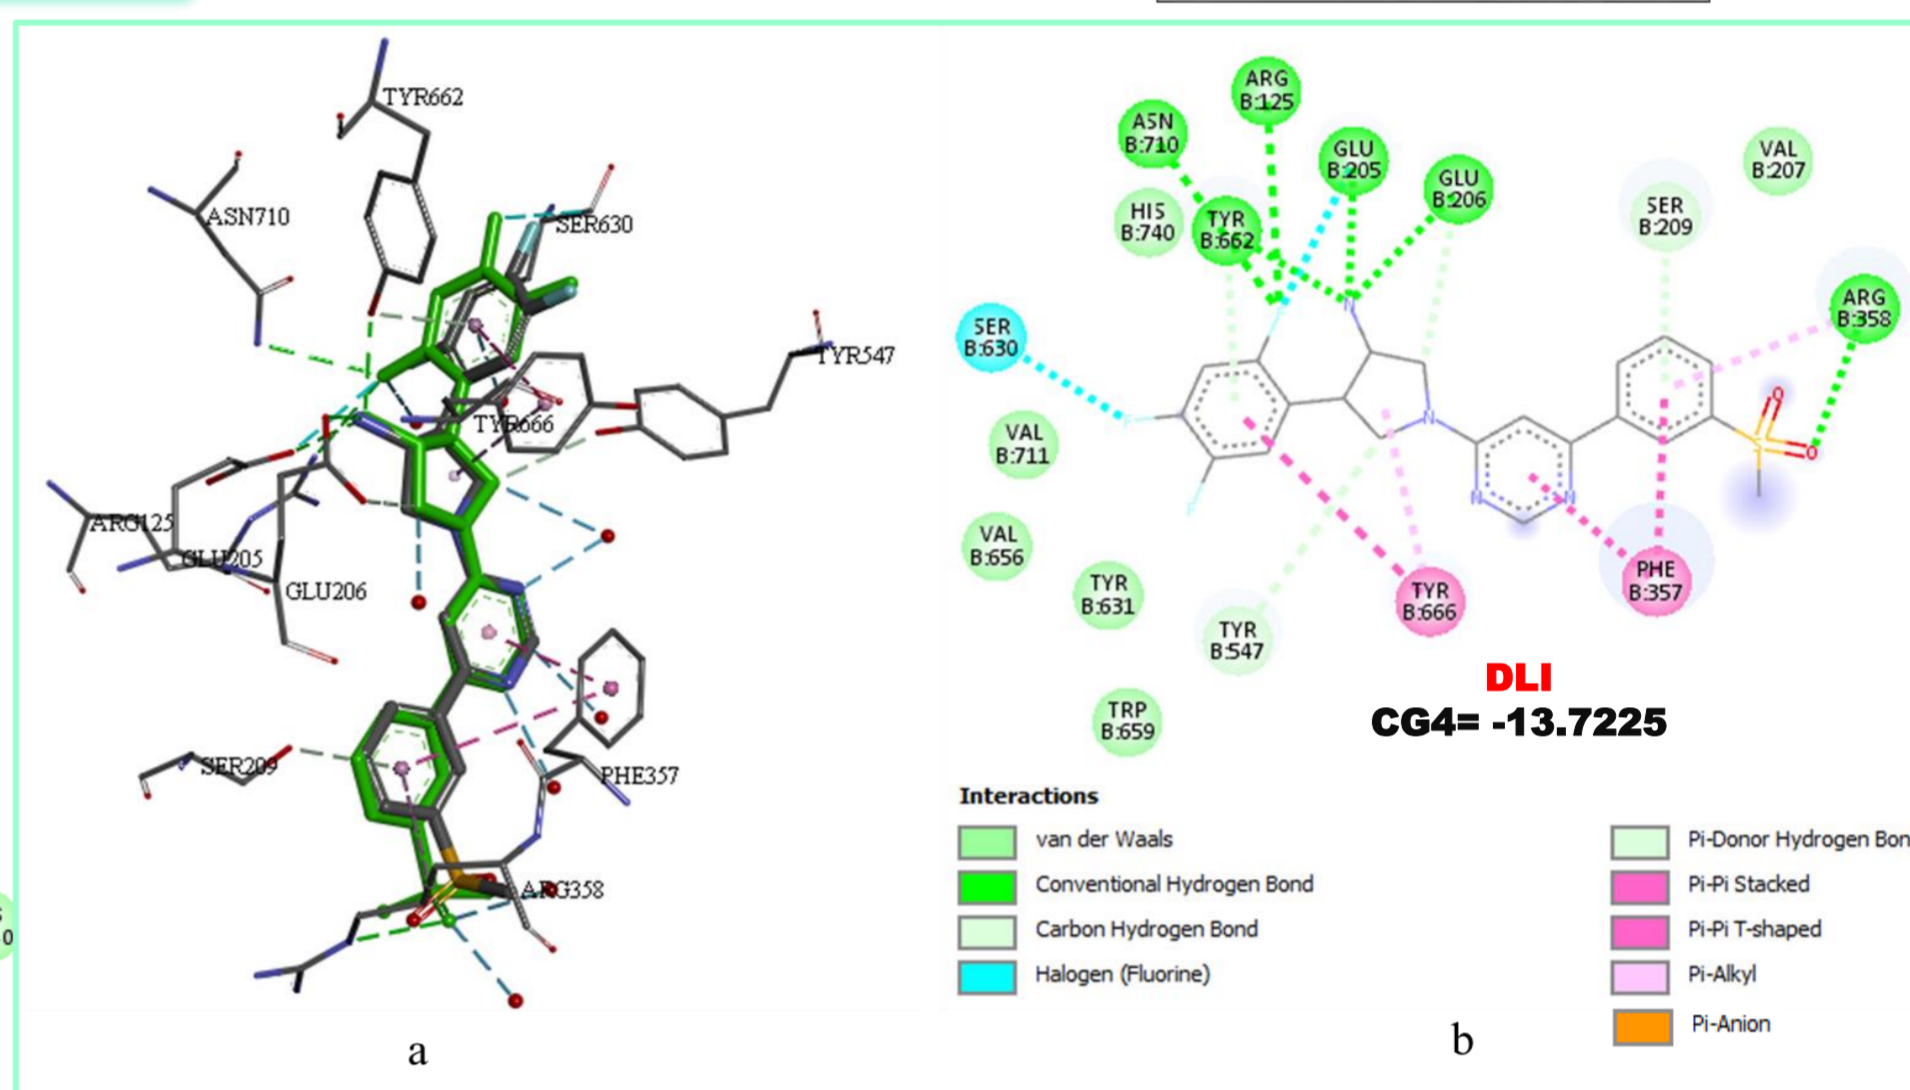 TYR662
ASN710
SER630
TYR547
TYR666
ARG125
GLU205
GLU206
SER209
PHE357
ARG358
a
ARG
B:125
ASN
B:710
GLU
B:205
GLU
B:206
VAL
B:207
HIS
B:740
TYR
B:662
SER
B:209
ARG
B:358
SER
B:630
N
F
F
F
N
N
N
O
O
S
VAL
B:711
VAL
B:656
TYR
B:631
TYR
B:547
TYR
B:666
PHE
B:357
TRP
B:659
DLI
CG4= -13.7225
Interactions
van der Waals
Conventional Hydrogen Bond
Carbon Hydrogen Bond
Halogen (Fluorine)
Pi-Donor Hydrogen Bon
Pi-Pi Stacked
Pi-Pi T-shaped
Pi-Alkyl
Pi-Anion
b